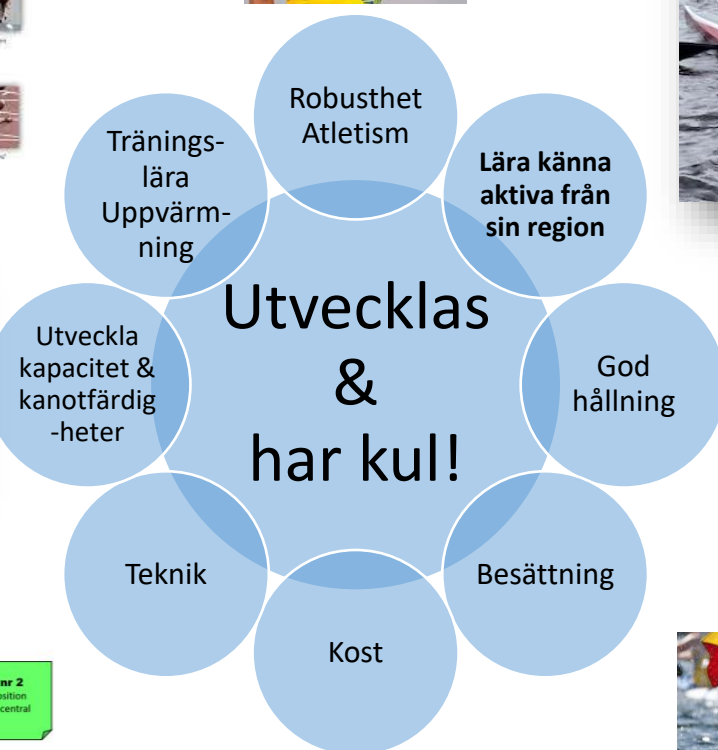 Robusthet
Atletism
Lära känna
aktiva från
sin region
God
hållning
Besättning
Kost
Teknik
Utveckla
kapacitet &
kanotfärdig
-heter
Tränings-
lära
Uppvärm-
ning
Utvecklas
&
har kul!
nr 2
sition
central